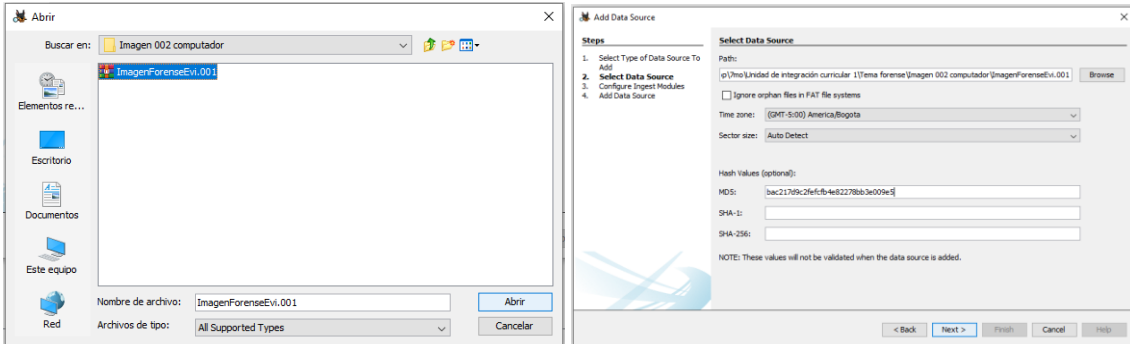 Abrir
Buscar en:
Imagen 002 computador
ImagenForenseEvi.001
Elementos re...
Escritorio
Documentos
Este equipo
Red
Nombre de archivo:
ImagenForenseEvi.001
Abrir
Archivos de tipo:
All Supported Types
Cancelar
Add Data Source
Steps
1. Select Type of Data Source To
Add
2. Select Data Source
3. Configure Ingest Modules
4. Add Data Source
Select Data Source
Path:
p\7mo\Unidad de integración curricular 1\Tema forense\Imagen 002 computador\ImagenForenseEvi.001
Browse
Ignore orphan files in FAT file systems
Time zone:
(GMT-5:00) America/Bogota
Sector size:
Auto Detect
Hash Values (optional):
MD5:
bac217d9c2fefcfb4e82278bb3e009e5
SHA-1:
SHA-256:
NOTE: These values will not be validated when the data source is added.
< Back
Next >
Finish
Cancel
Help